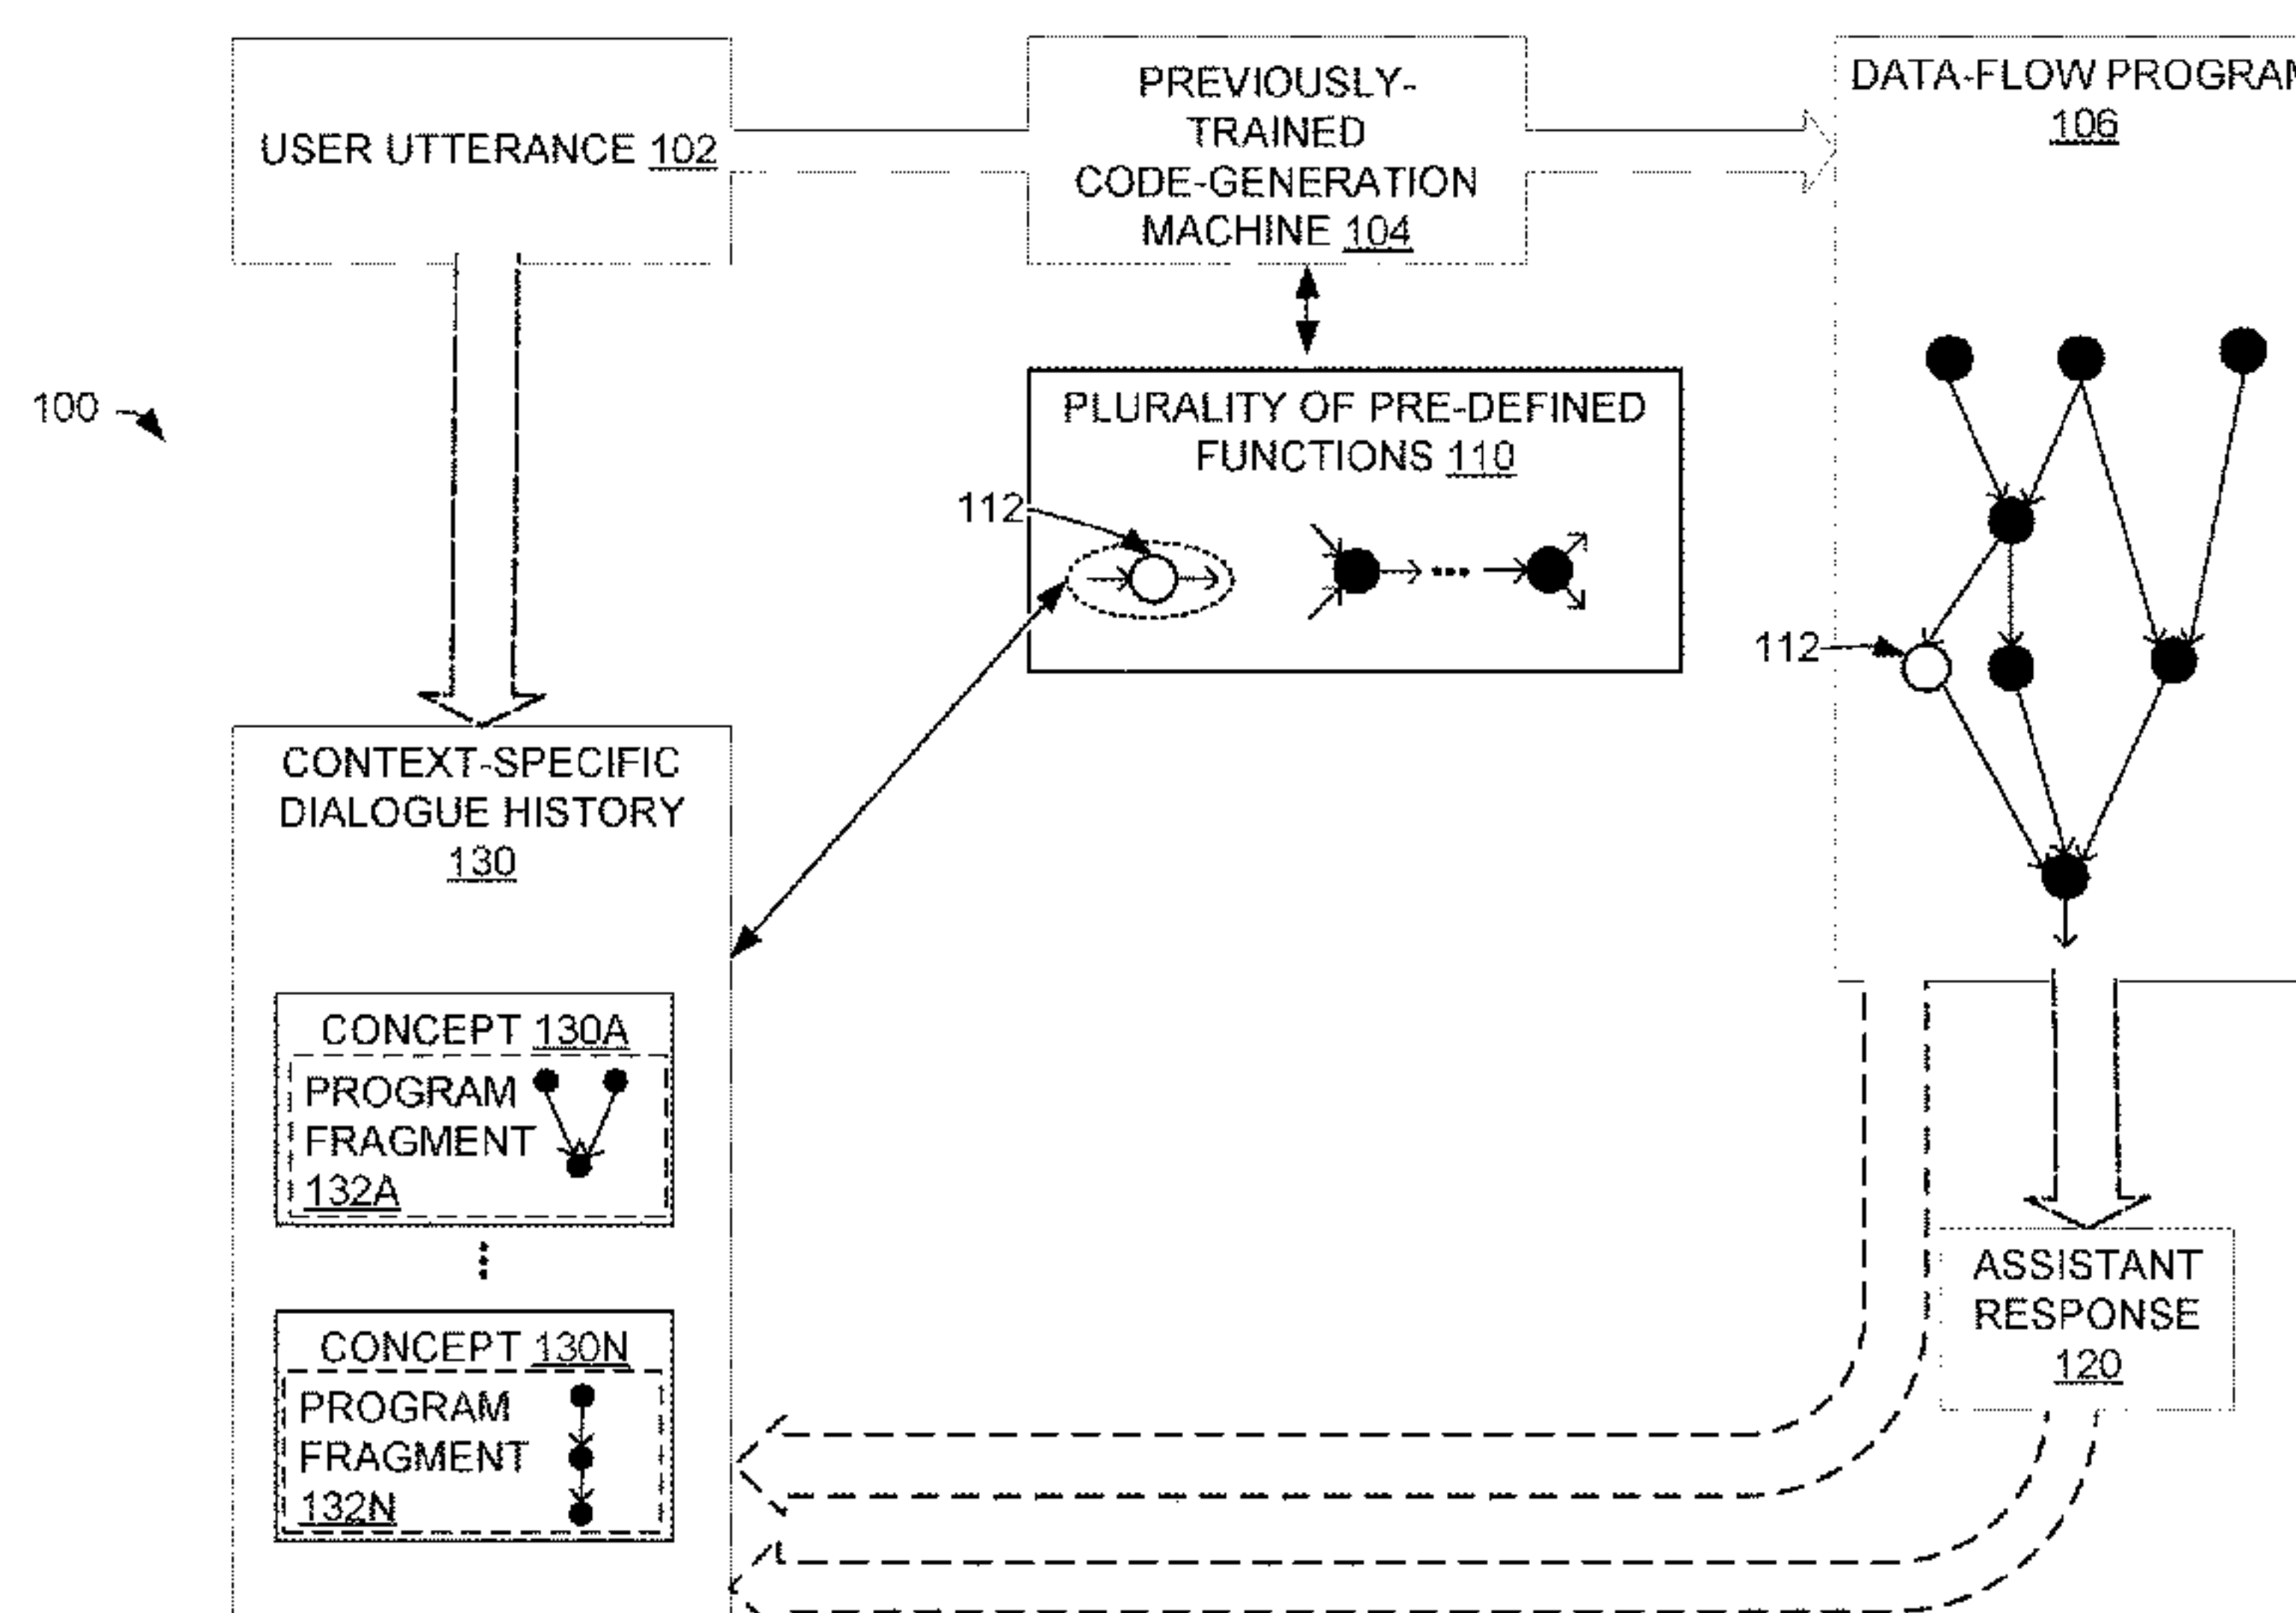 USER UTTERANCE 102
PREVIOUSLY-
TRAINED
CODE-GENERATION
MACHINE 104
DATA-FLOW PROGRAM
106
100
PLURALITY OF PRE-DEFINED
FUNCTIONS 110
112
112
CONTEXT-SPECIFIC
DIALOGUE HISTORY
130
CONCEPT 130A
PROGRAM
FRAGMENT
132A
CONCEPT 130N
PROGRAM
FRAGMENT
132N
ASSISTANT
RESPONSE
120